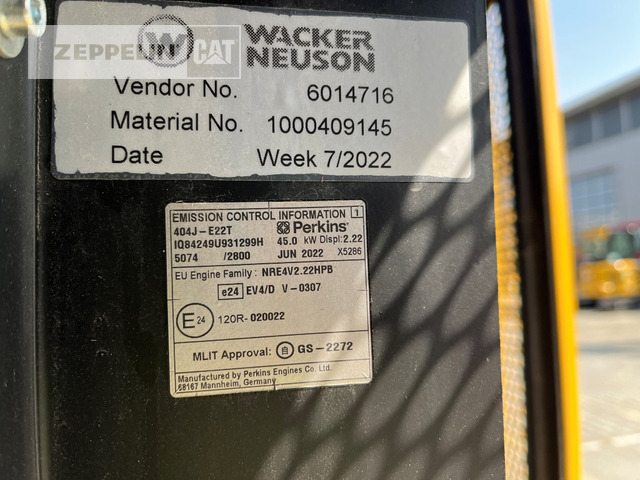 ZEPPELIN CAT
WACKER
NEUSON
Vendor No. 6014716
Material No. 1000409145
Date Week 7/2022
EMISSION CONTROL INFORMATION 1
404J-E22T Perkins
IQ84249U931299H 45.0 kW Displ:2.22
5074 /2800 JUN 2022 X5286
EU Engine Family : NRE4V2.22HPB
e24 EV4/D V-0307
E24 120R-020022
MLIT Approval: 自 GS-2272
Manufactured by Perkins Engines Co. Ltd.
68167 Mannheim, Germany